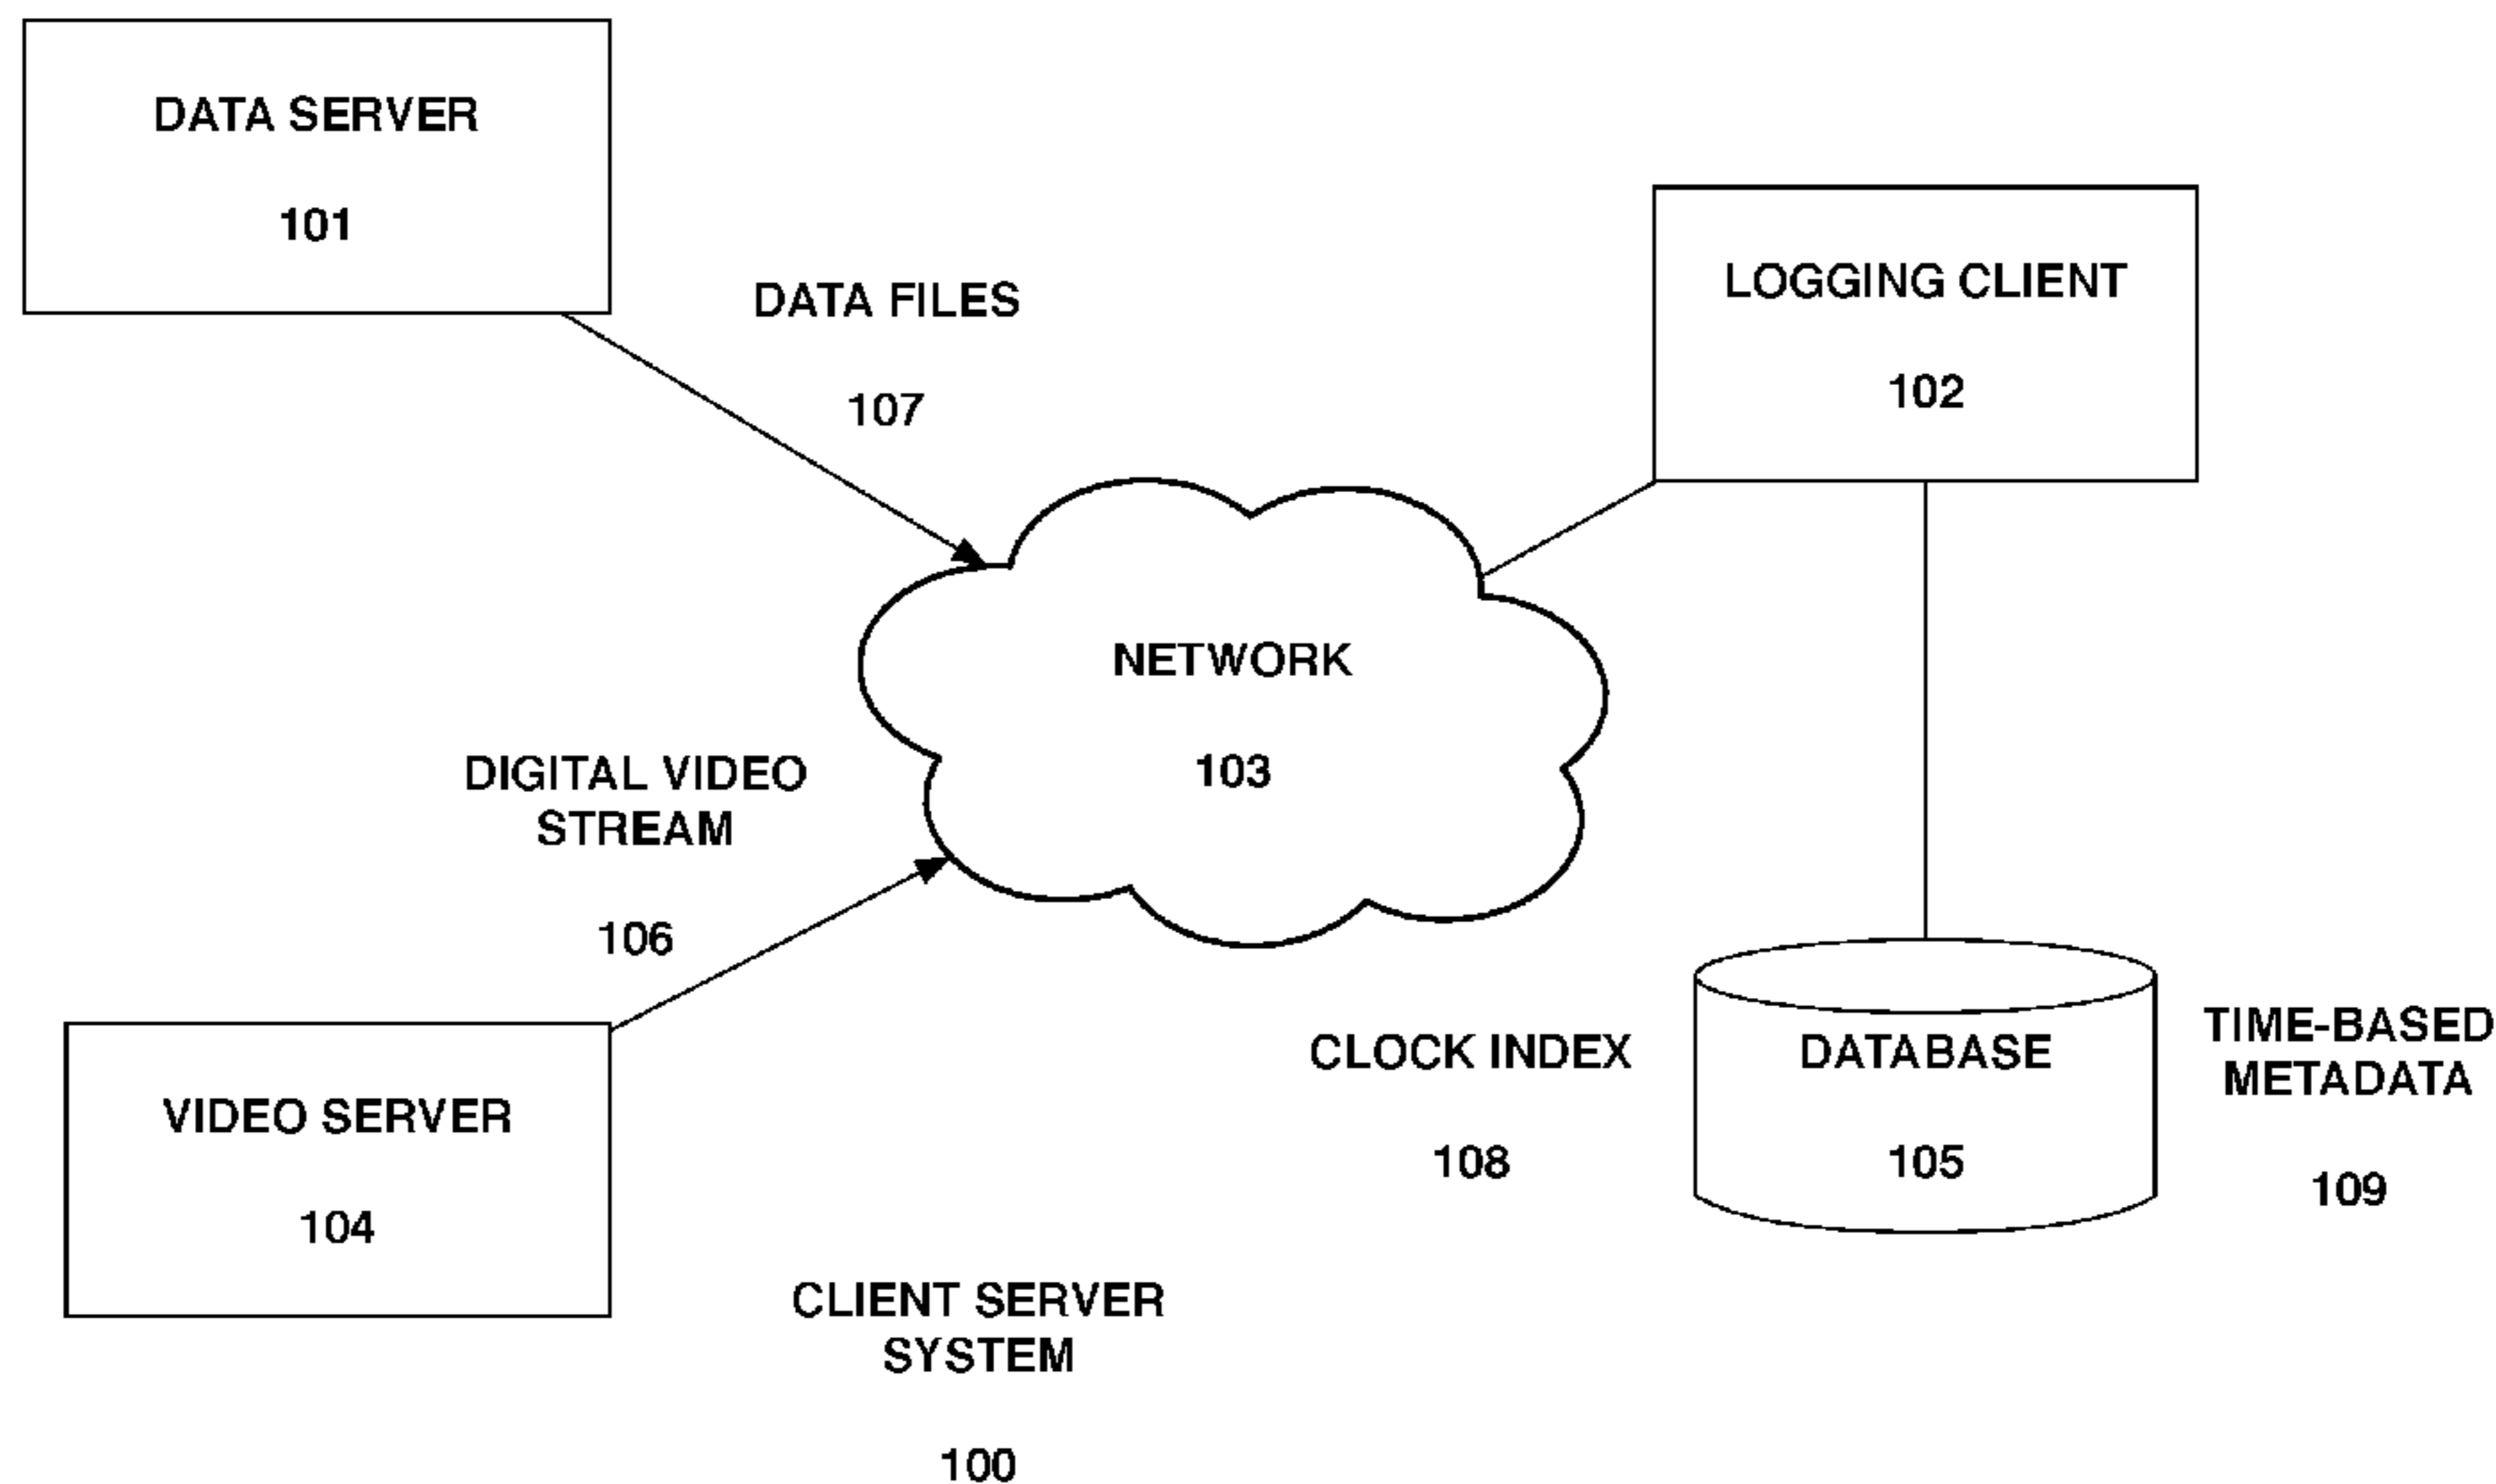 DATA SERVER
101
DATA FILES
107
LOGGING CLIENT
102
NETWORK
103
DIGITAL VIDEO
STREAM
106
VIDEO SERVER
104
CLOCK INDEX
108
DATABASE
105
TIME-BASED
METADATA
109
CLIENT SERVER
SYSTEM
100